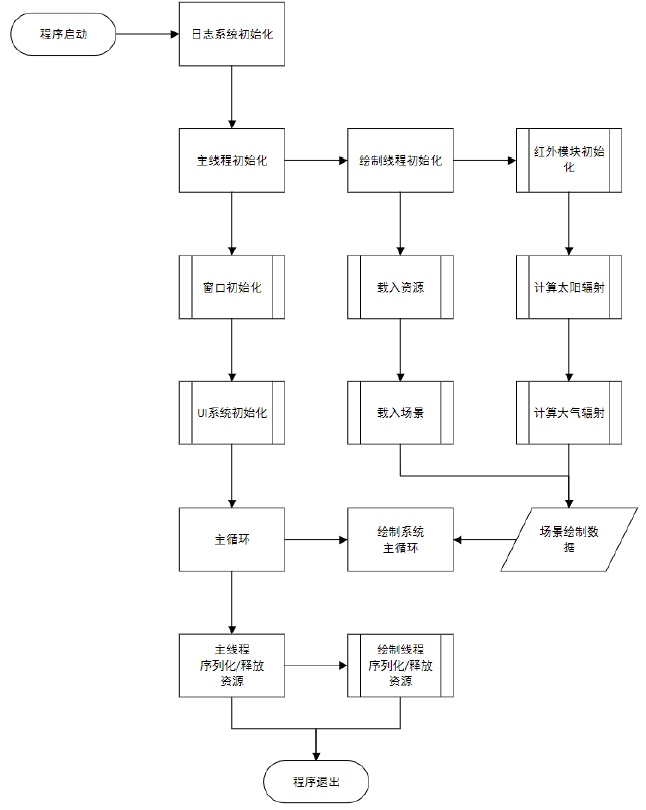 程序启动
日志系统初始化
主线程初始化
绘制线程初始化
红外模块初始
化
窗口初始化
载入资源
计算太阳辐射
UI系统初始化
载入场景
计算大气辐射
主循环
绘制系统
主循环
场景绘制数
据
主线程
序列化/释放
资源
绘制线程
序列化/释放
资源
程序退出